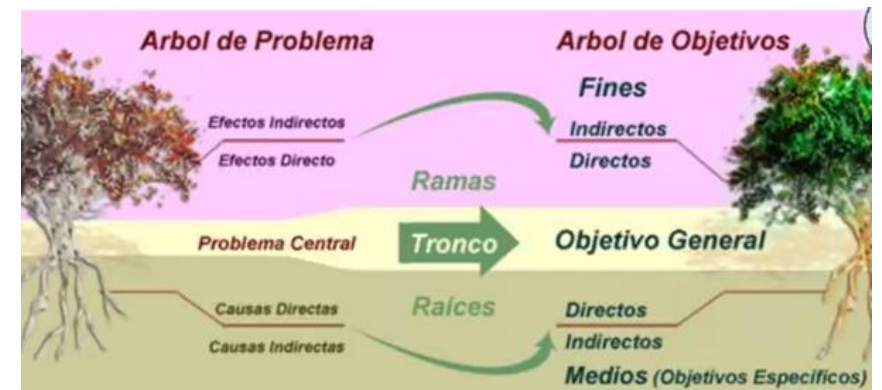 Arbol de Problema
Arbol de Objetivos
Fines
Efectos Indirectos
Indirectos
Efectos Directo
Directos
Ramas
Problema Central
Tronco
Objetivo General
Raíces
Causas Directas
Directos
Causas Indirectas
Indirectos
Medios (Objetivos Específicos)